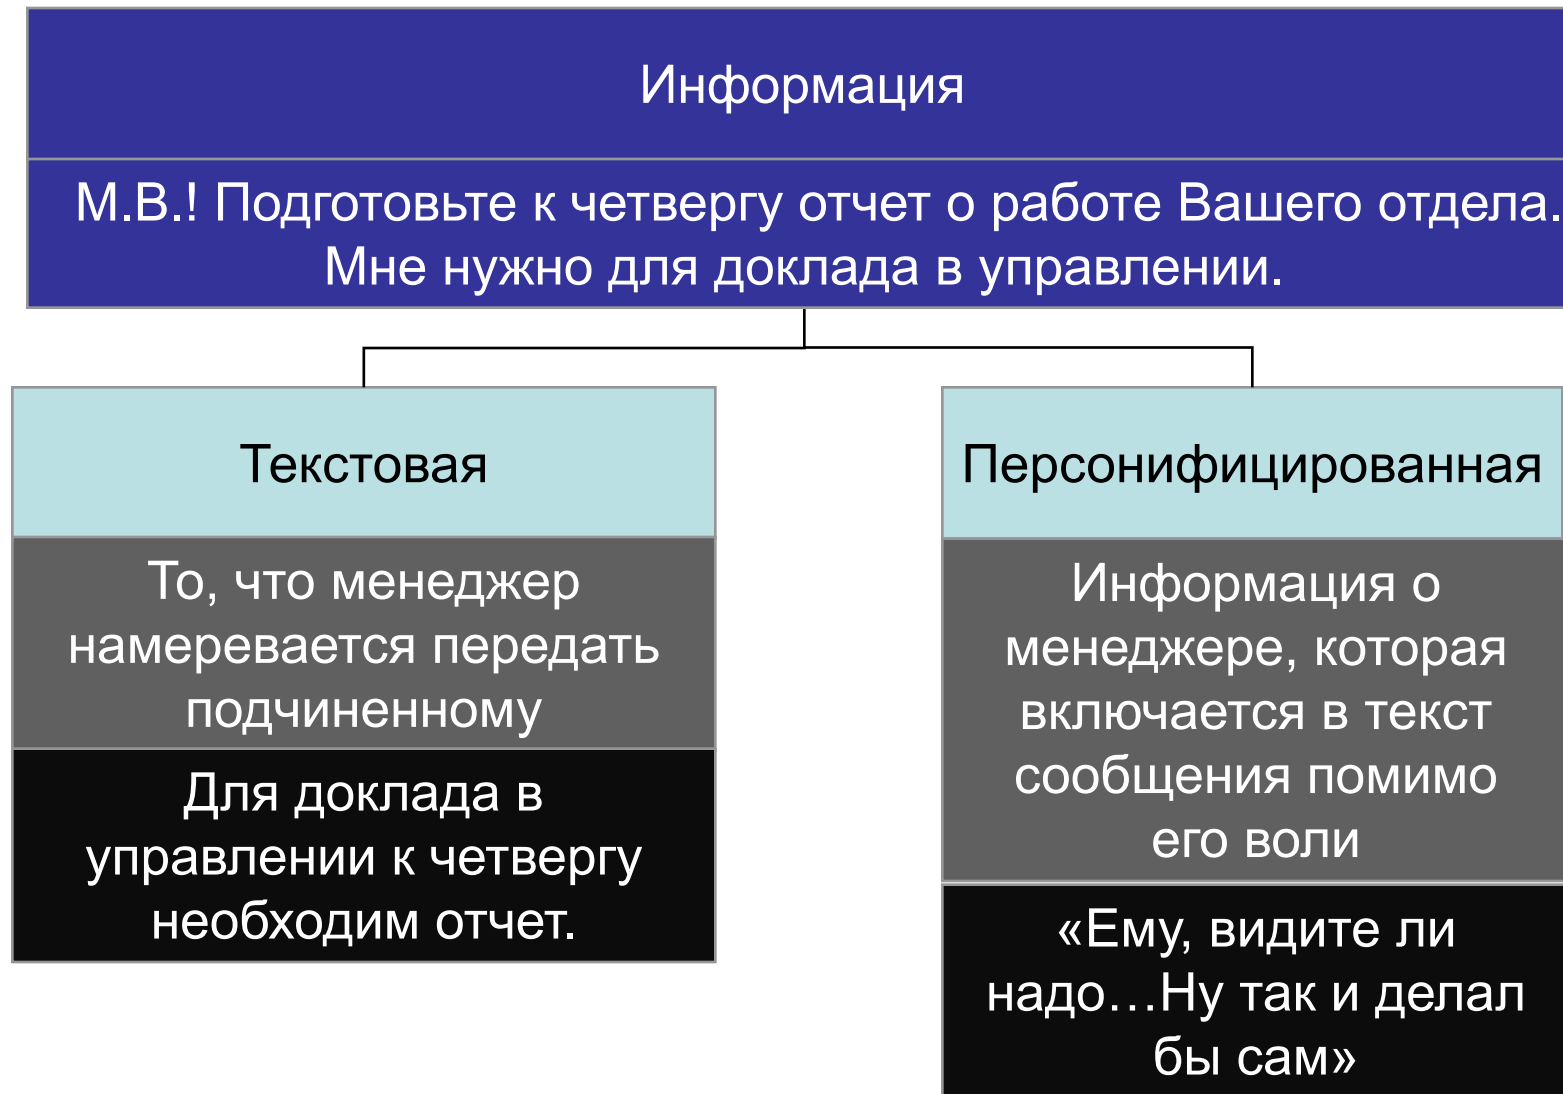 Информация
М.В.! Подготовьте к четвергу отчет о работе Вашего отдела.
Мне нужно для доклада в управлении.
Текстовая
То, что менеджер
намеревается передать
подчиненному
Для доклада в
управлении к четвергу
необходим отчет.
Персонифицированная
Информация о
менеджере, которая
включается в текст
сообщения помимо
его воли
«Ему, видите ли
надо…Ну так и делал
бы сам»